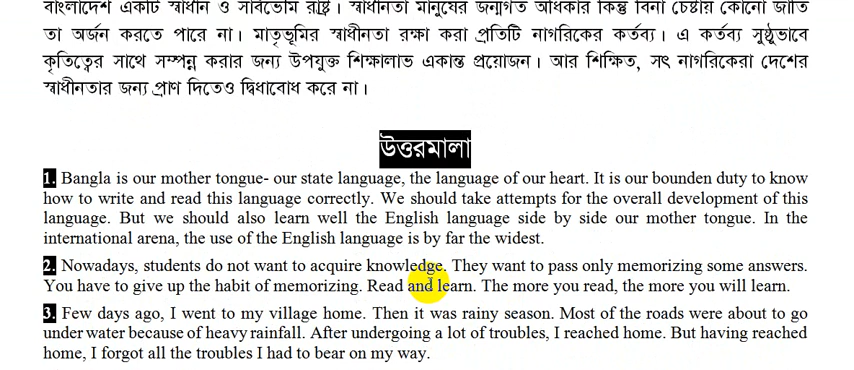 বাংলাদেশ একটি স্বাধীন ও সার্বভৌম রাষ্ট্র। স্বাধীনতা মানুষের জন্মগত অধিকার কিন্তু বিনা চেষ্টায় কোনো জাতি
তা অর্জন করতে পারে না। মাতৃভূমির স্বাধীনতা রক্ষা করা প্রতিটি নাগরিকের কর্তব্য। এ কর্তব্য সুষ্ঠুভাবে
কৃতিত্বের সাথে সম্পন্ন করার জন্য উপযুক্ত শিক্ষালাভ একান্ত প্রয়োজন। আর শিক্ষিত, সৎ নাগরিকেরা দেশের
স্বাধীনতার জন্য প্রাণ দিতেও দ্বিধাবোধ করে না।
উত্তরমালা
1. Bangla is our mother tongue- our state language, the language of our heart. It is our bounden duty to know
how to write and read this language correctly. We should take attempts for the overall development of this
language. But we should also learn well the English language side by side our mother tongue. In the
international arena, the use of the English language is by far the widest.
2. Nowadays, students do not want to acquire knowledge. They want to pass only memorizing some answers.
You have to give up the habit of memorizing. Read and learn. The more you read, the more you will learn.
3. Few days ago, I went to my village home. Then it was rainy season. Most of the roads were about to go
under water because of heavy rainfall. After undergoing a lot of troubles, I reached home. But having reached
home, I forgot all the troubles I had to bear on my way.